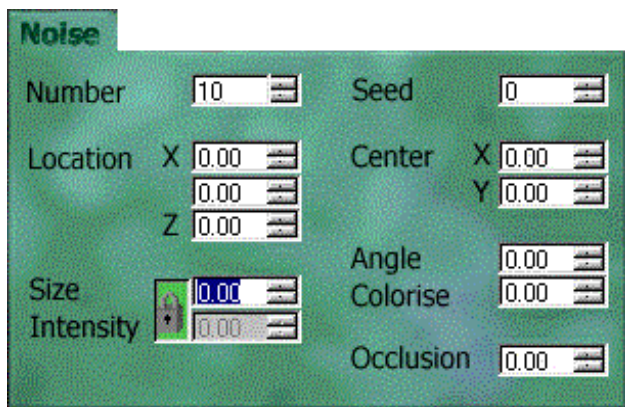 Noise
Number 10 Seed 0
Location X 0.00 Center X 0.00
0.00 Y 0.00
Z 0.00
Angle 0.00
Size 0.00 Colorise 0.00
Intensity 0.00
Occlusion 0.00